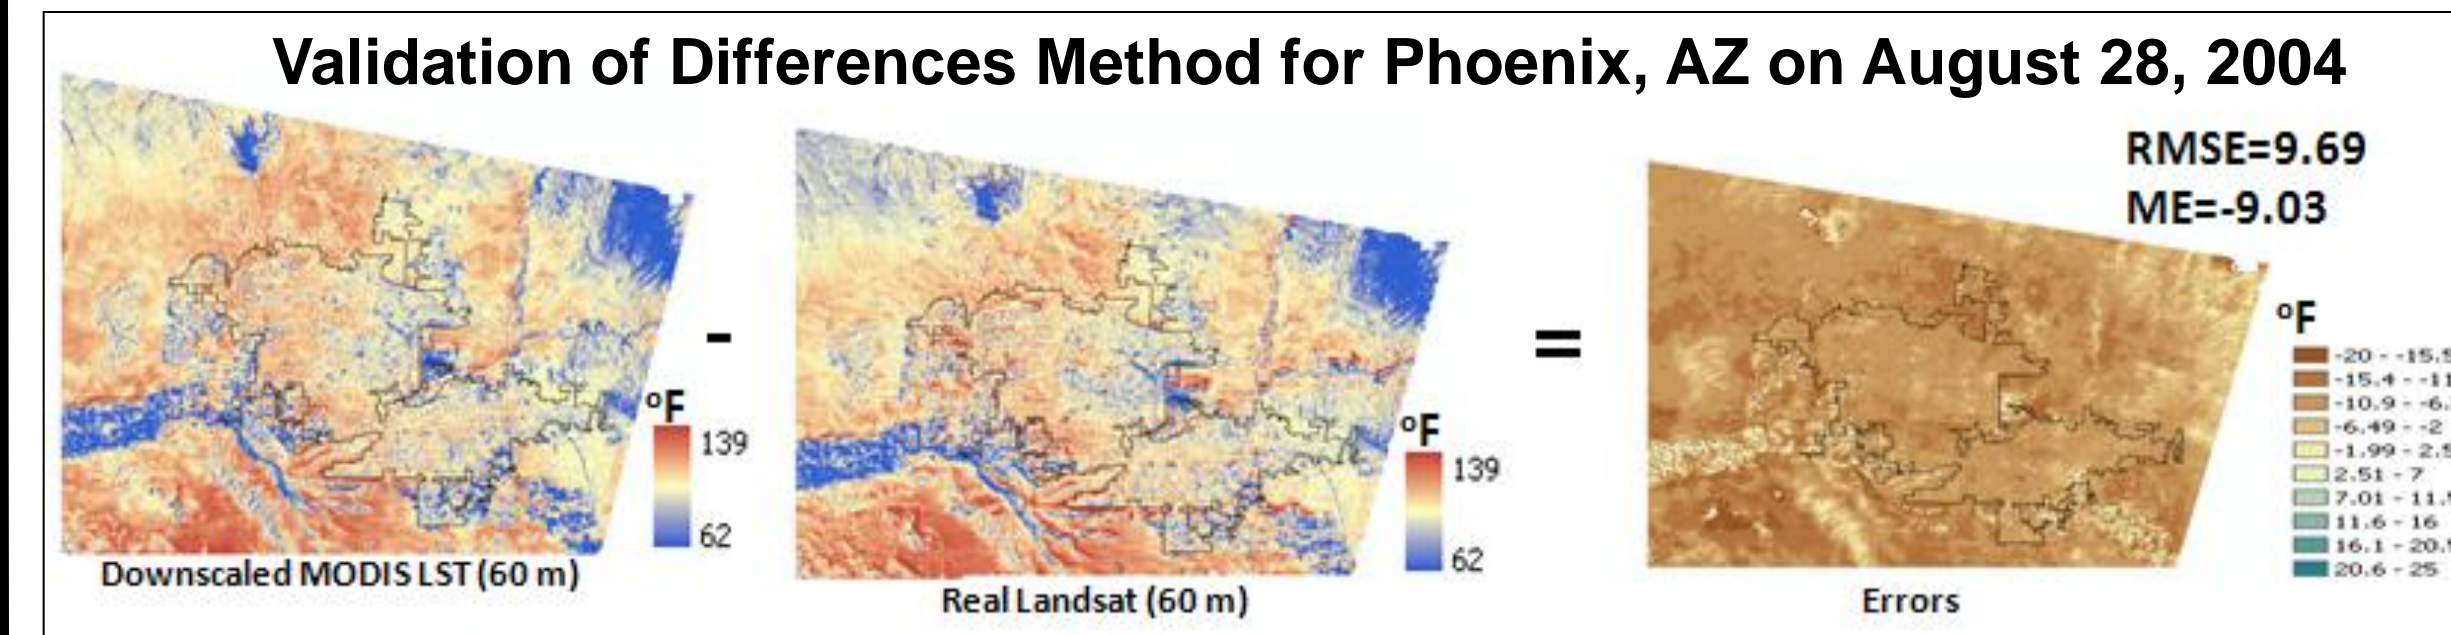 Validation of Differences Method for Phoenix, AZ on August 28, 2004
RMSE=9.69
ME=-9.03
-
=
ºF
139
62
ºF
139
62
ºF
-20 - -15.5
-15.4 - -11
-10.9 - -6.
-6.49 - -2
-1.99 - 2.5
2.51 - 7
7.01 - 11.
11.6 - 16
16.1 - 20.
20.6 - 25
Downscaled MODIS LST (60 m)
Real Landsat (60 m)
Errors